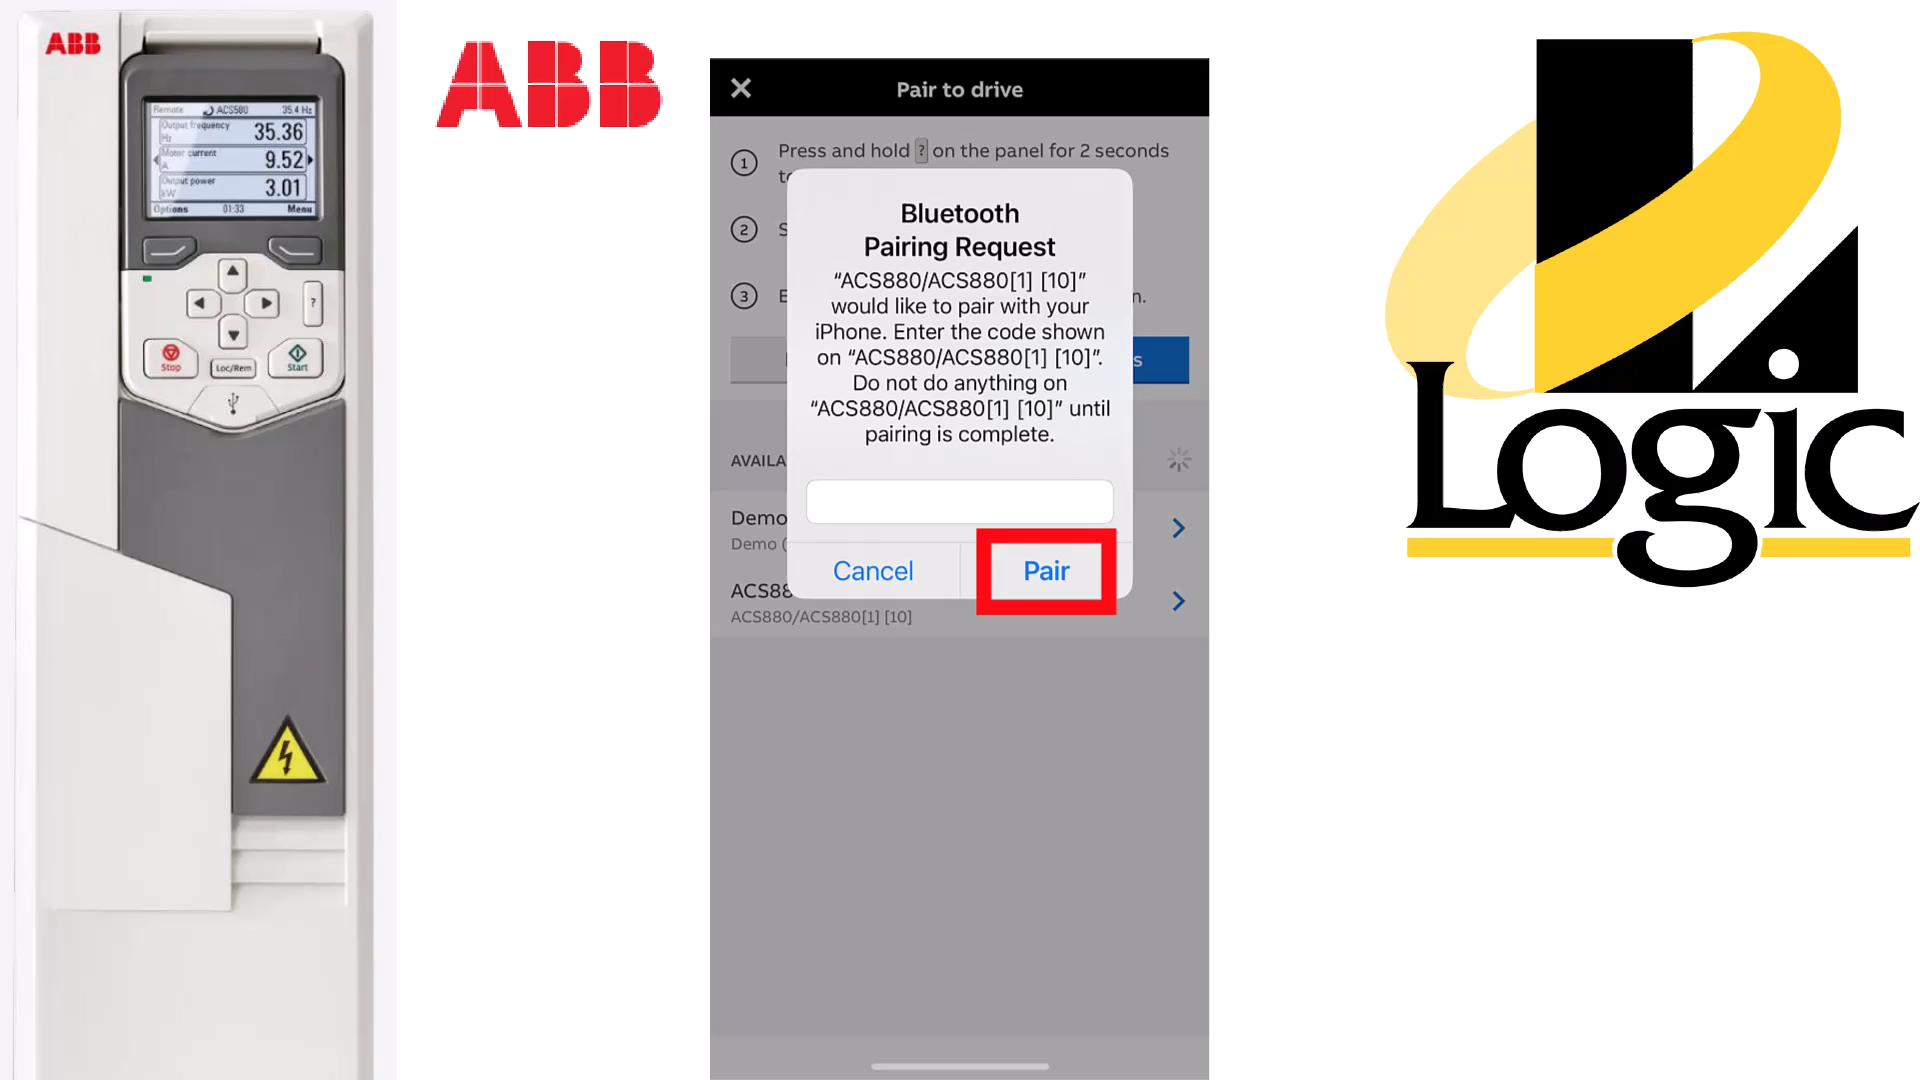 ABB
Remote ACS580 35.4 Hz
Output frequency
Hz
35.36
Motor current
A
9.52
Output power
kW
3.01
Options 01:33 Menu
?
Stop
Loc/Rem
Start
ABB
Pair to drive
1 Press and hold ? on the panel for 2 seconds
2 S
3 E
n.
s
Bluetooth
Pairing Request
“ACS880/ACS880[1] [10]”
would like to pair with your
iPhone. Enter the code shown
on “ACS880/ACS880[1] [10]”.
Do not do anything on
“ACS880/ACS880[1] [10]” until
pairing is complete.
Cancel Pair
AVAILA
Demo
Demo (
ACS88
ACS880/ACS880[1] [10]
Logic